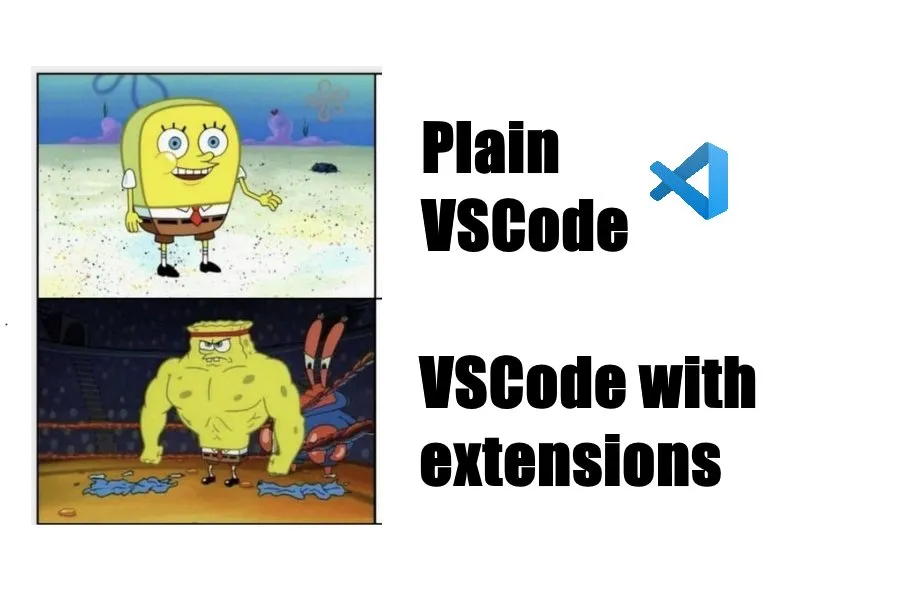 Plain
VSCode
VSCode with
extensions